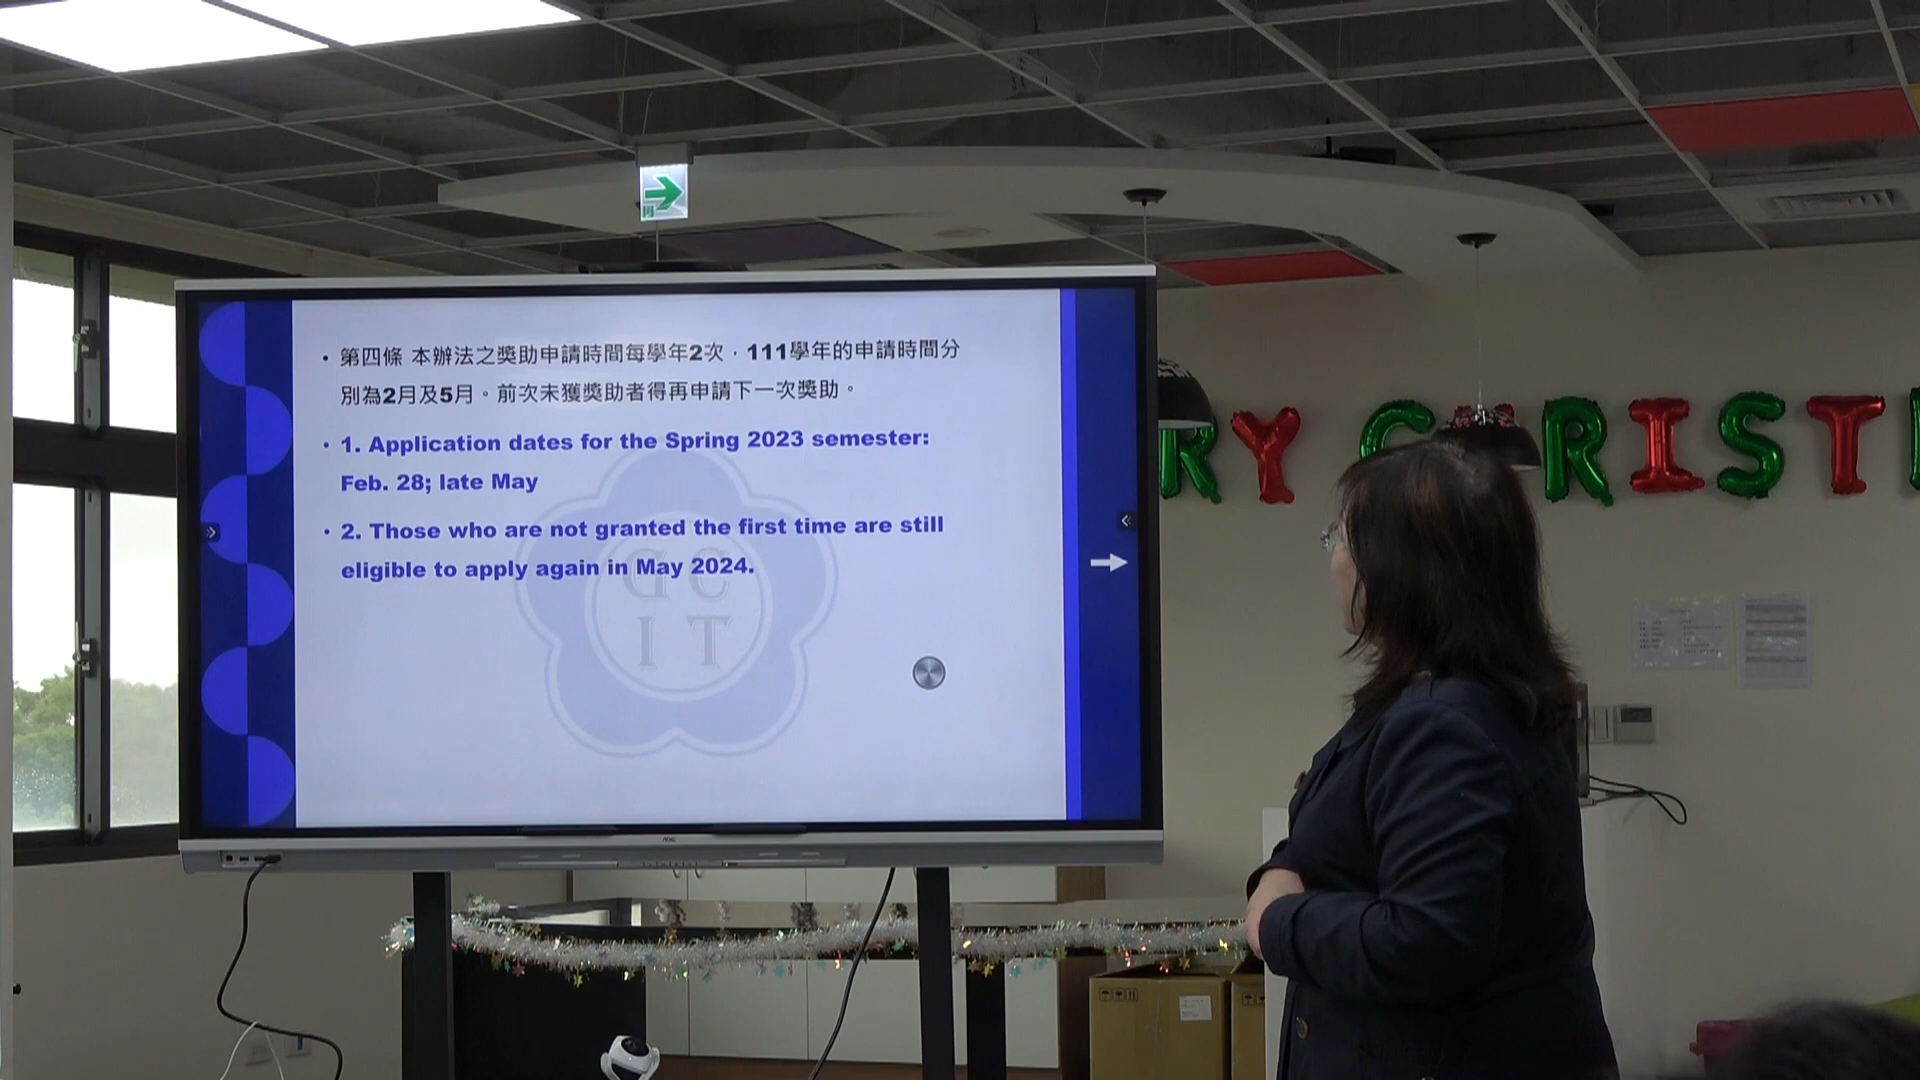 第四條 本辦法之獎助申請時間每學年2次，111學年的申請時間分
別為2月及5月。前次未獲獎助者得再申請下一次獎助。
1. Application dates for the Spring 2023 semester:
Feb. 28; late May
2. Those who are not granted the first time are still
eligible to apply again in May 2024.
GC
IT
RY C RIST
AOC